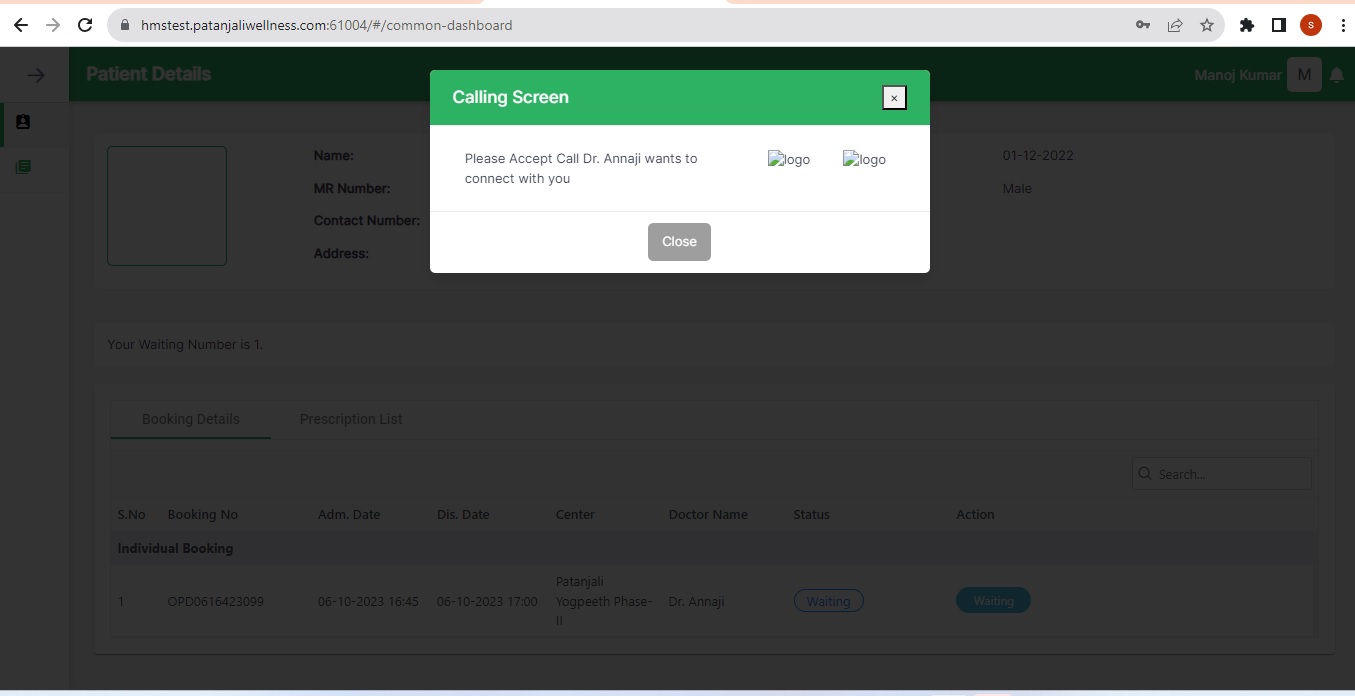 hmstest.patanjaliwellness.com:61004/#/common-dashboard
S
Patient Details
Manoj Kumar M
Calling Screen
×
Please Accept Call Dr. Annaji wants to
connect with you
logo logo
Close
Name: 01-12-2022
MR Number: Male
Contact Number:
Address:
Your Waiting Number is 1.
Booking Details Prescription List
Search...
S.No Booking No Adm. Date Dis. Date Center Doctor Name Status Action
Individual Booking
1 OPD0616423099 06-10-2023 16:45 06-10-2023 17:00 Patanjali
Yogpeeth Phase-
II Dr. Annaji Waiting Waiting